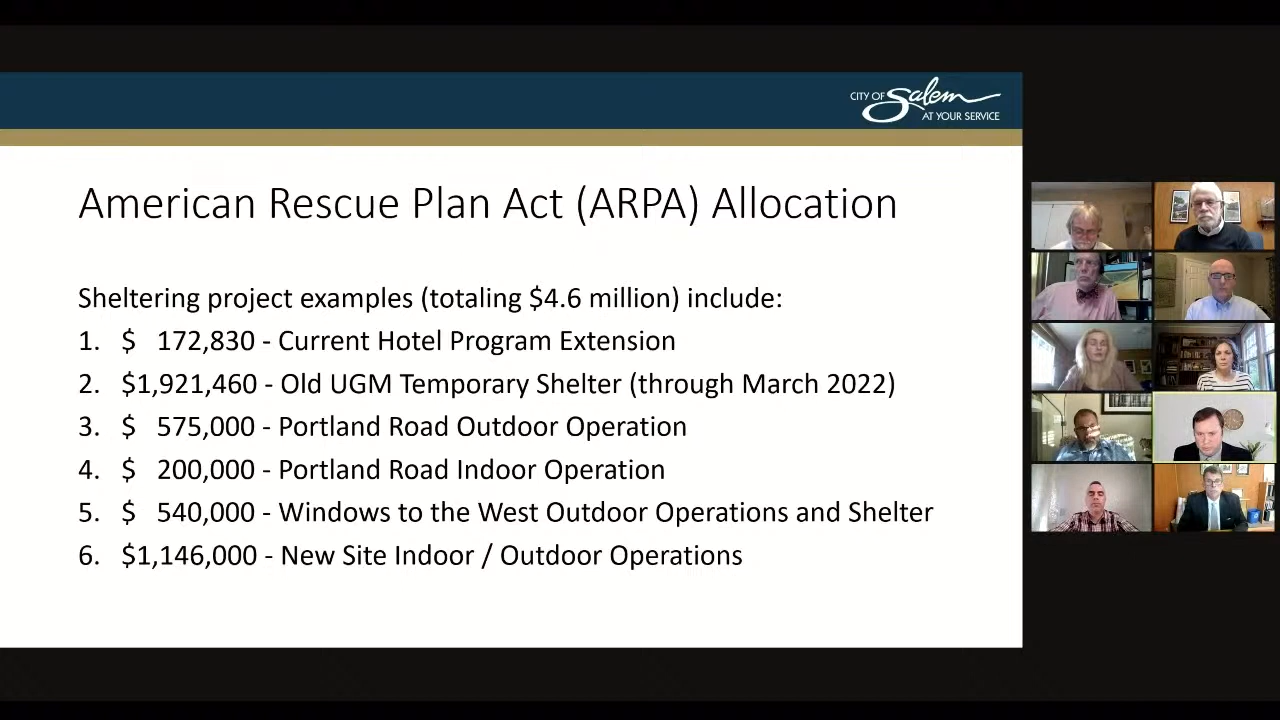 CITY OF Salem
AT YOUR SERVICE
American Rescue Plan Act (ARPA) Allocation
Sheltering project examples (totaling $4.6 million) include:
1. $ 172,830 - Current Hotel Program Extension
2. $1,921,460 - Old UGM Temporary Shelter (through March 2022)
3. $ 575,000 - Portland Road Outdoor Operation
4. $ 200,000 - Portland Road Indoor Operation
5. $ 540,000 - Windows to the West Outdoor Operations and Shelter
6. $1,146,000 - New Site Indoor / Outdoor Operations